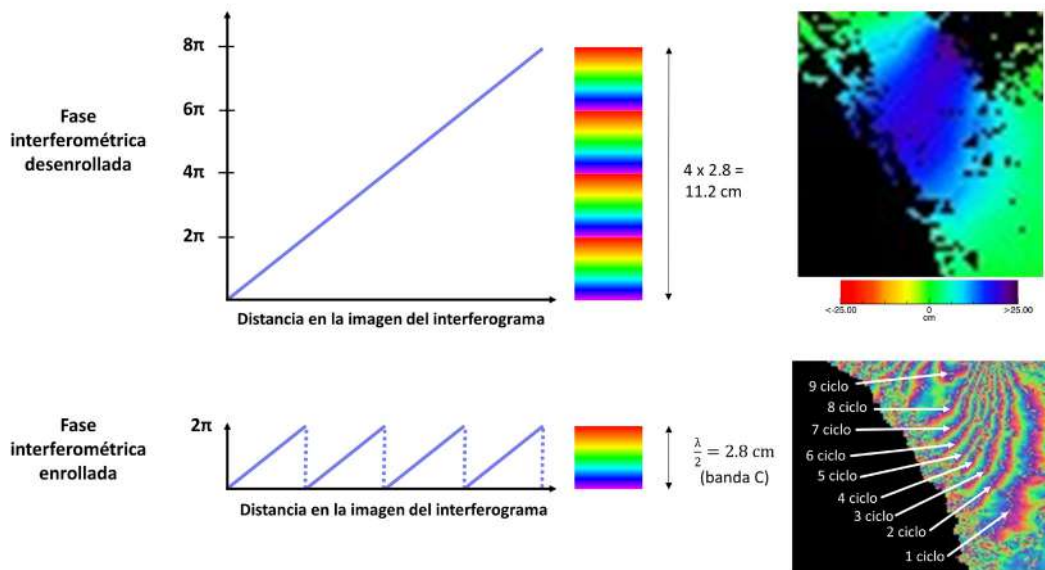 Fase
interferométrica
desenrollada
8π
6π
4π
2π
Distancia en la imagen del interferograma
4 x 2.8 =
11.2 cm
<-25.00 0 >25.00
cm
Fase
interferométrica
enrollada
2π
Distancia en la imagen del interferograma
λ/2 = 2.8 cm
(banda C)
9 ciclo
8 ciclo
7 ciclo
6 ciclo
5 ciclo
4 ciclo
3 ciclo
2 ciclo
1 ciclo